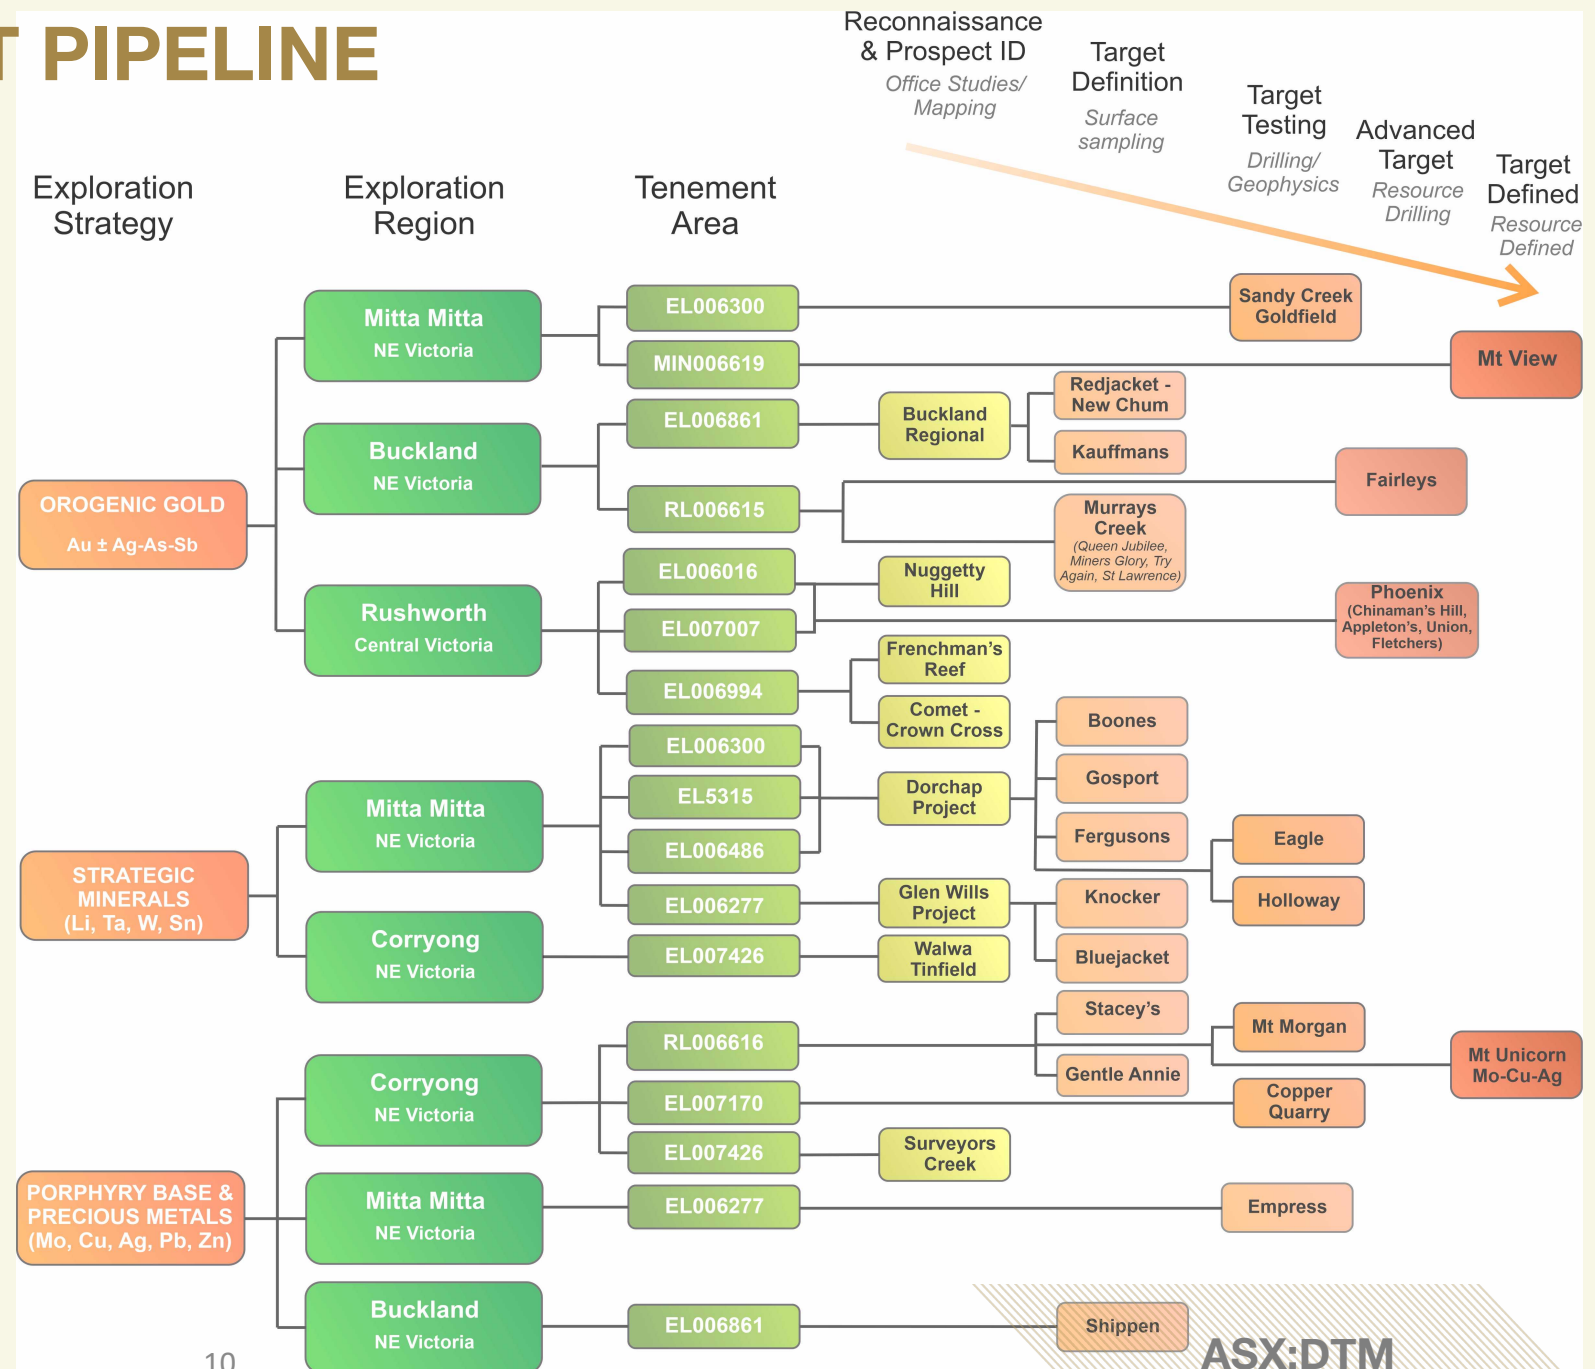 T PIPELINE
Reconnaissance
& Prospect ID
Office Studies/
Mapping
Target
Definition
Surface
sampling
Target
Testing
Drilling/
Geophysics
Advanced
Target
Resource
Drilling
Target
Defined
Resource
Defined
Exploration
Strategy
Exploration
Region
Tenement
Area
OROGENIC GOLD
Au ± Ag-As-Sb
Mitta Mitta
NE Victoria
EL006300
Sandy Creek
Goldfield
MIN006619
Mt View
Buckland
NE Victoria
EL006861
Buckland
Regional
Redjacket -
New Chum
Kauffmans
RL006615
Fairleys
Murrays
Creek
(Queen Jubilee,
Miners Glory, Try
Again, St Lawrence)
Rushworth
Central Victoria
EL006016
EL007007
Nuggetty
Hill
Phoenix
(Chinaman's Hill,
Appleton's, Union,
Fletchers)
EL006994
Frenchman's
Reef
Comet -
Crown Cross
STRATEGIC
MINERALS
(Li, Ta, W, Sn)
Mitta Mitta
NE Victoria
EL006300
EL5315
EL006486
Dorchap
Project
Boones
Gosport
Fergusons
Eagle
Holloway
EL006277
Glen Wills
Project
Knocker
Bluejacket
Corryong
NE Victoria
EL007426
Walwa
Tinfield
PORPHYRY BASE &
PRECIOUS METALS
(Mo, Cu, Ag, Pb, Zn)
Corryong
NE Victoria
RL006616
Stacey's
Gentle Annie
Mt Morgan
Mt Unicorn
Mo-Cu-Ag
EL007170
Copper
Quarry
EL007426
Surveyors
Creek
Mitta Mitta
NE Victoria
EL006277
Empress
Buckland
NE Victoria
EL006861
Shippen
10
ASX:DTM